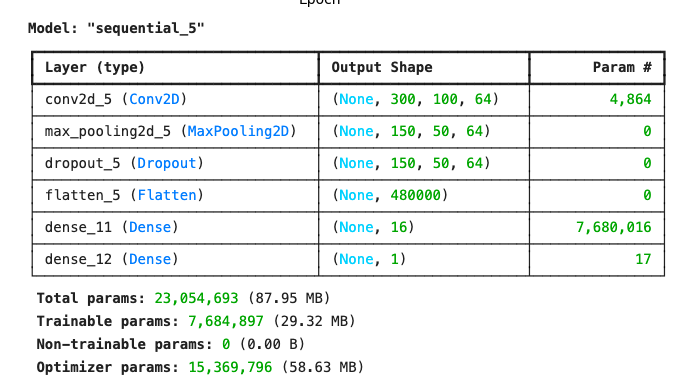 Epoch
Model: "sequential_5"
Layer (type) Output Shape Param #
conv2d_5 (Conv2D) (None, 300, 100, 64) 4,864
max_pooling2d_5 (MaxPooling2D) (None, 150, 50, 64) 0
dropout_5 (Dropout) (None, 150, 50, 64) 0
flatten_5 (Flatten) (None, 480000) 0
dense_11 (Dense) (None, 16) 7,680,016
dense_12 (Dense) (None, 1) 17
Total params: 23,054,693 (87.95 MB)
Trainable params: 7,684,897 (29.32 MB)
Non-trainable params: 0 (0.00 B)
Optimizer params: 15,369,796 (58.63 MB)